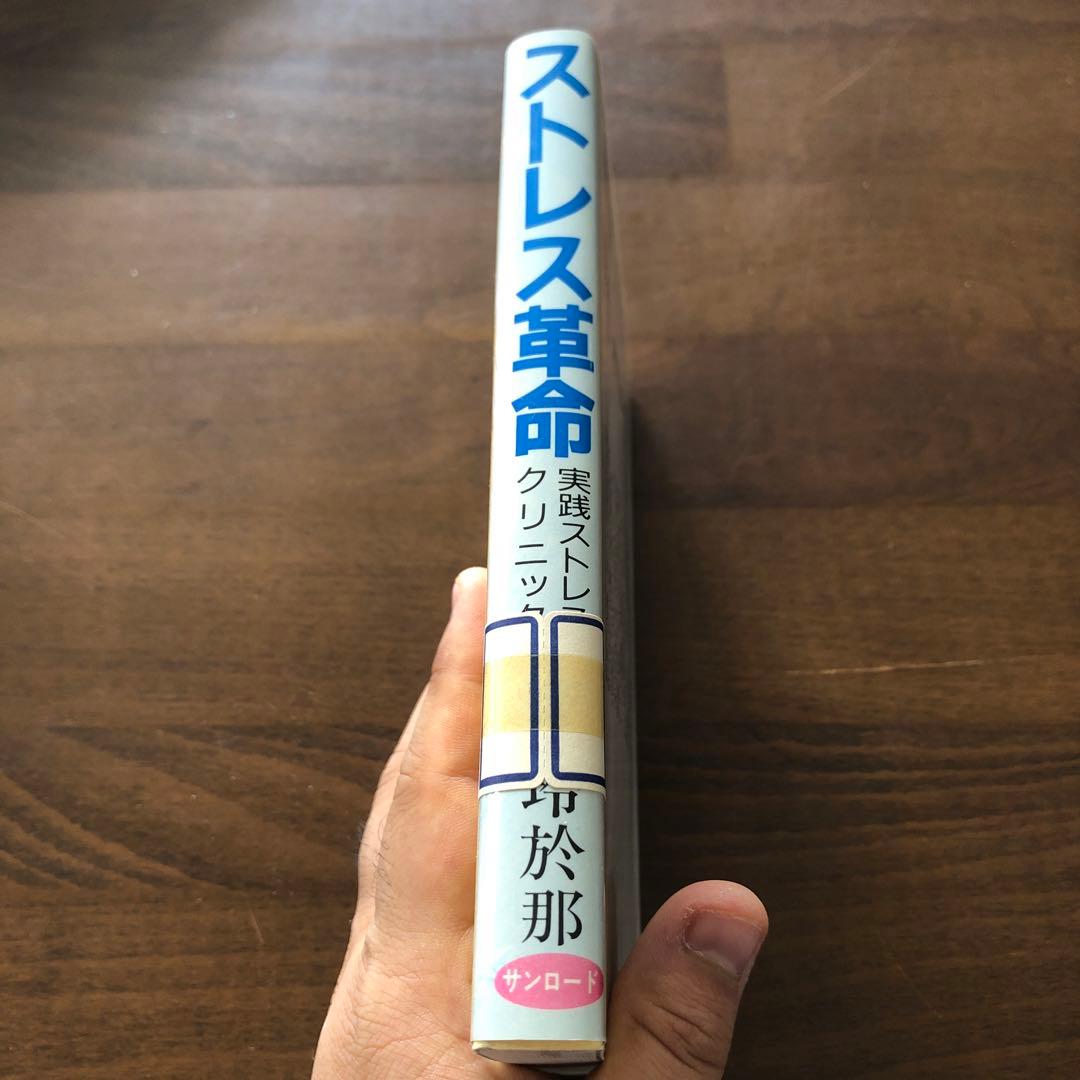 ストレス革命
実践ストレス
クリニック
於那
サンロード